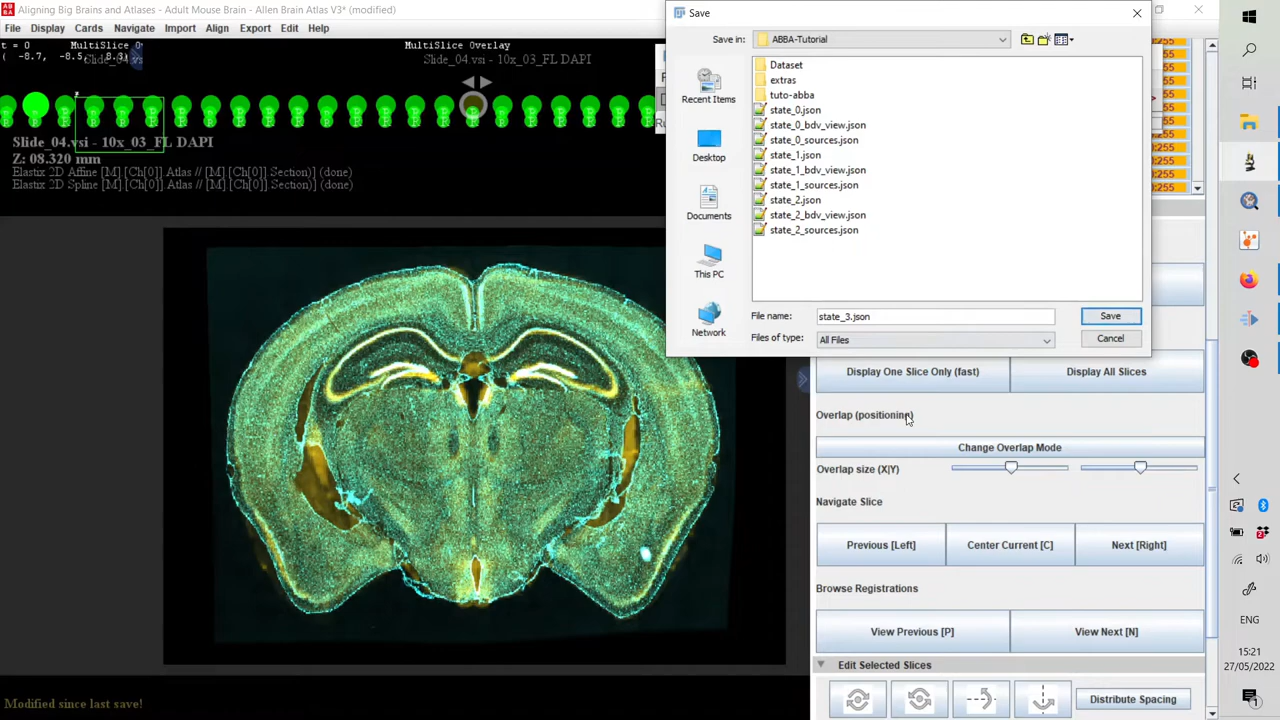 Aligning Big Brains and Atlases - Adult Mouse Brain - Allen Brain Atlas V3* (modified)
File Display Cards Navigate Import Align Export Edit Help
t = 0
MultiSlice Overlay
Slide_04.vsi - 10x_03_FL DAPI
Slide_04.vsi - 10x_03_FL DAPI
Z: 08.320 mm
Elastix 2D Affine [M] [Ch[0]} Atlas // [M] [Ch[0]} Section]) (done)
Elastix 2D Spline [M] [Ch[0]} Atlas // [M] [Ch[0]} Section]) (done)
Modified since last save!
Save
Save in: ABBA-Tutorial
Recent Items
Desktop
Documents
This PC
Network
Dataset
extras
tuto-abba
state_0.json
state_0_bdv_view.json
state_0_sources.json
state_1.json
state_1_bdv_view.json
state_1_sources.json
state_2.json
state_2_bdv_view.json
state_2_sources.json
File name: state_3.json Save
Files of type: All Files Cancel
Display One Slice Only (fast) Display All Slices
Overlap (positioning)
Change Overlap Mode
Overlap size (X|Y)
Navigate Slice
Previous [Left] Center Current [C] Next [Right]
Browse Registrations
View Previous [P] View Next [N]
Edit Selected Slices
Distribute Spacing
ENG
15:21
27/05/2022